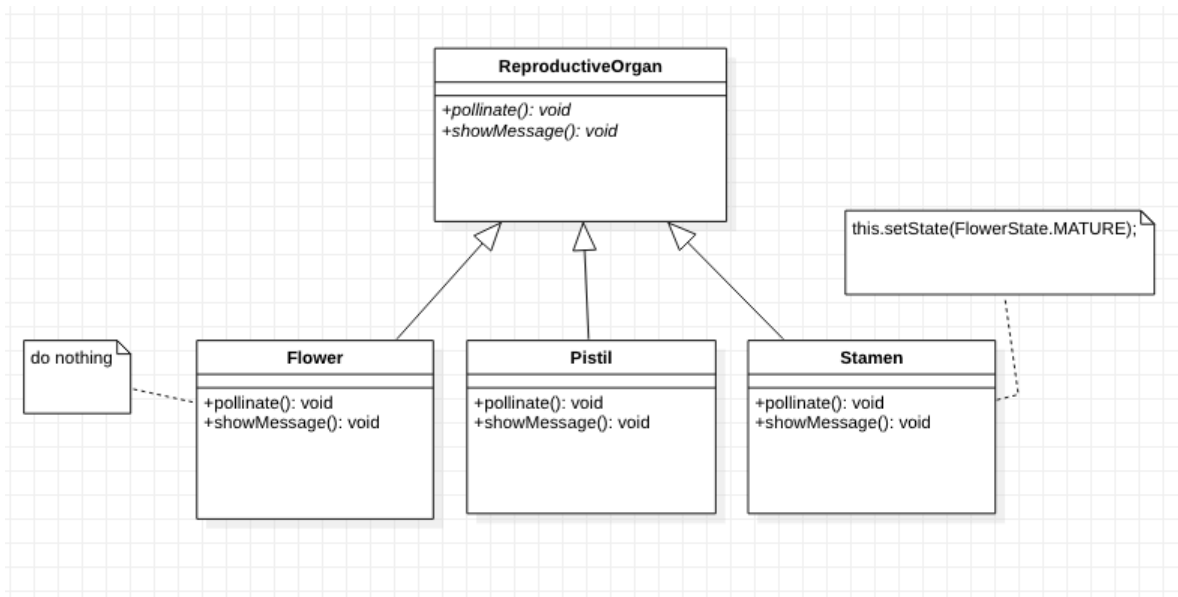 ReproductiveOrgan
+pollinate(): void
+showMessage(): void
this.setState(FlowerState.MATURE);
do nothing
Flower
+pollinate(): void
+showMessage(): void
Pistil
+pollinate(): void
+showMessage(): void
Stamen
+pollinate(): void
+showMessage(): void